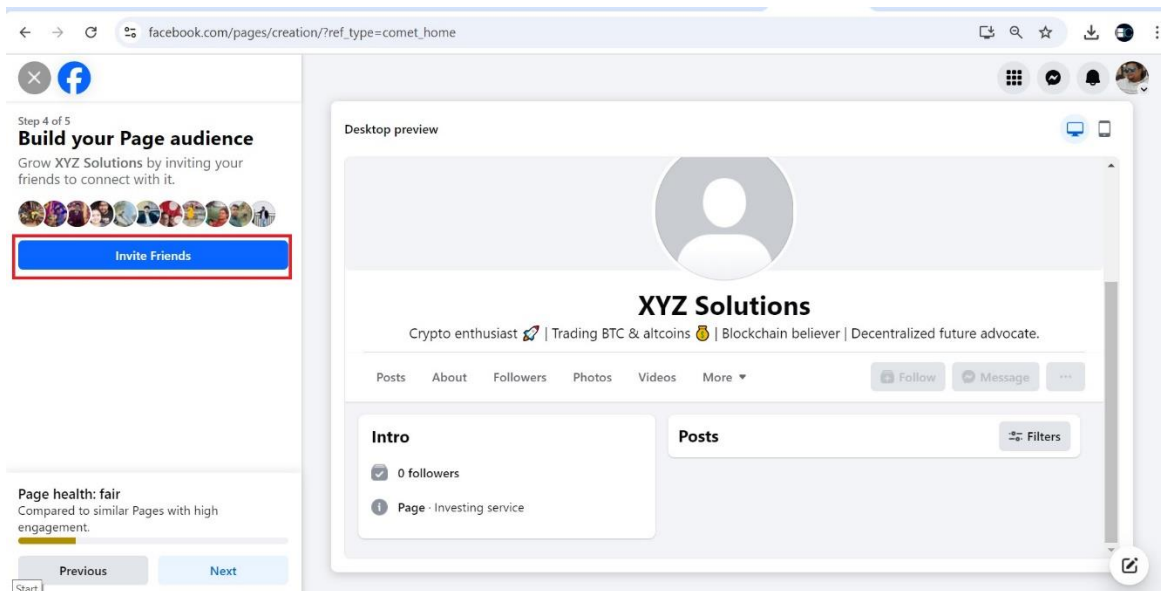 facebook.com/pages/creation/?ref_type=comet_home
Step 4 of 5
Build your Page audience
Grow XYZ Solutions by inviting your
friends to connect with it.
Invite Friends
Page health: fair
Compared to similar Pages with high
engagement.
Previous
Next
Start
Desktop preview
XYZ Solutions
Crypto enthusiast 🚀 | Trading BTC & altcoins 💰 | Blockchain believer | Decentralized future advocate.
Posts About Followers Photos Videos More Follow Message
Intro
0 followers
Page · Investing service
Posts
Filters